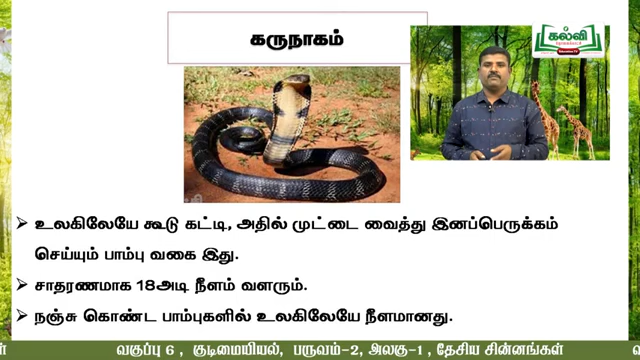 கருநாகம்
கல்வி
உலகிலேயே கூடு கட்டி, அதில் முட்டை வைத்து இனப்பெருக்கம்
செய்யும் பாம்பு வகை இது.
சாதரணமாக 18அடி நீளம் வளரும்.
நஞ்சு கொண்ட பாம்புகளில் உலகிலேயே நீளமானது.
வகுப்பு 6 , குடிமையியல், பருவம்-2, அலகு-1 , தேசிய சின்னங்கள்